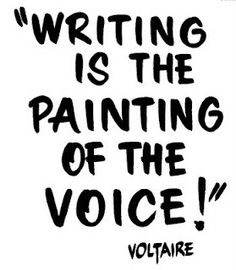 "WRITING
IS THE
PAINTING
OF THE
VOICE!"
VOLTAIRE